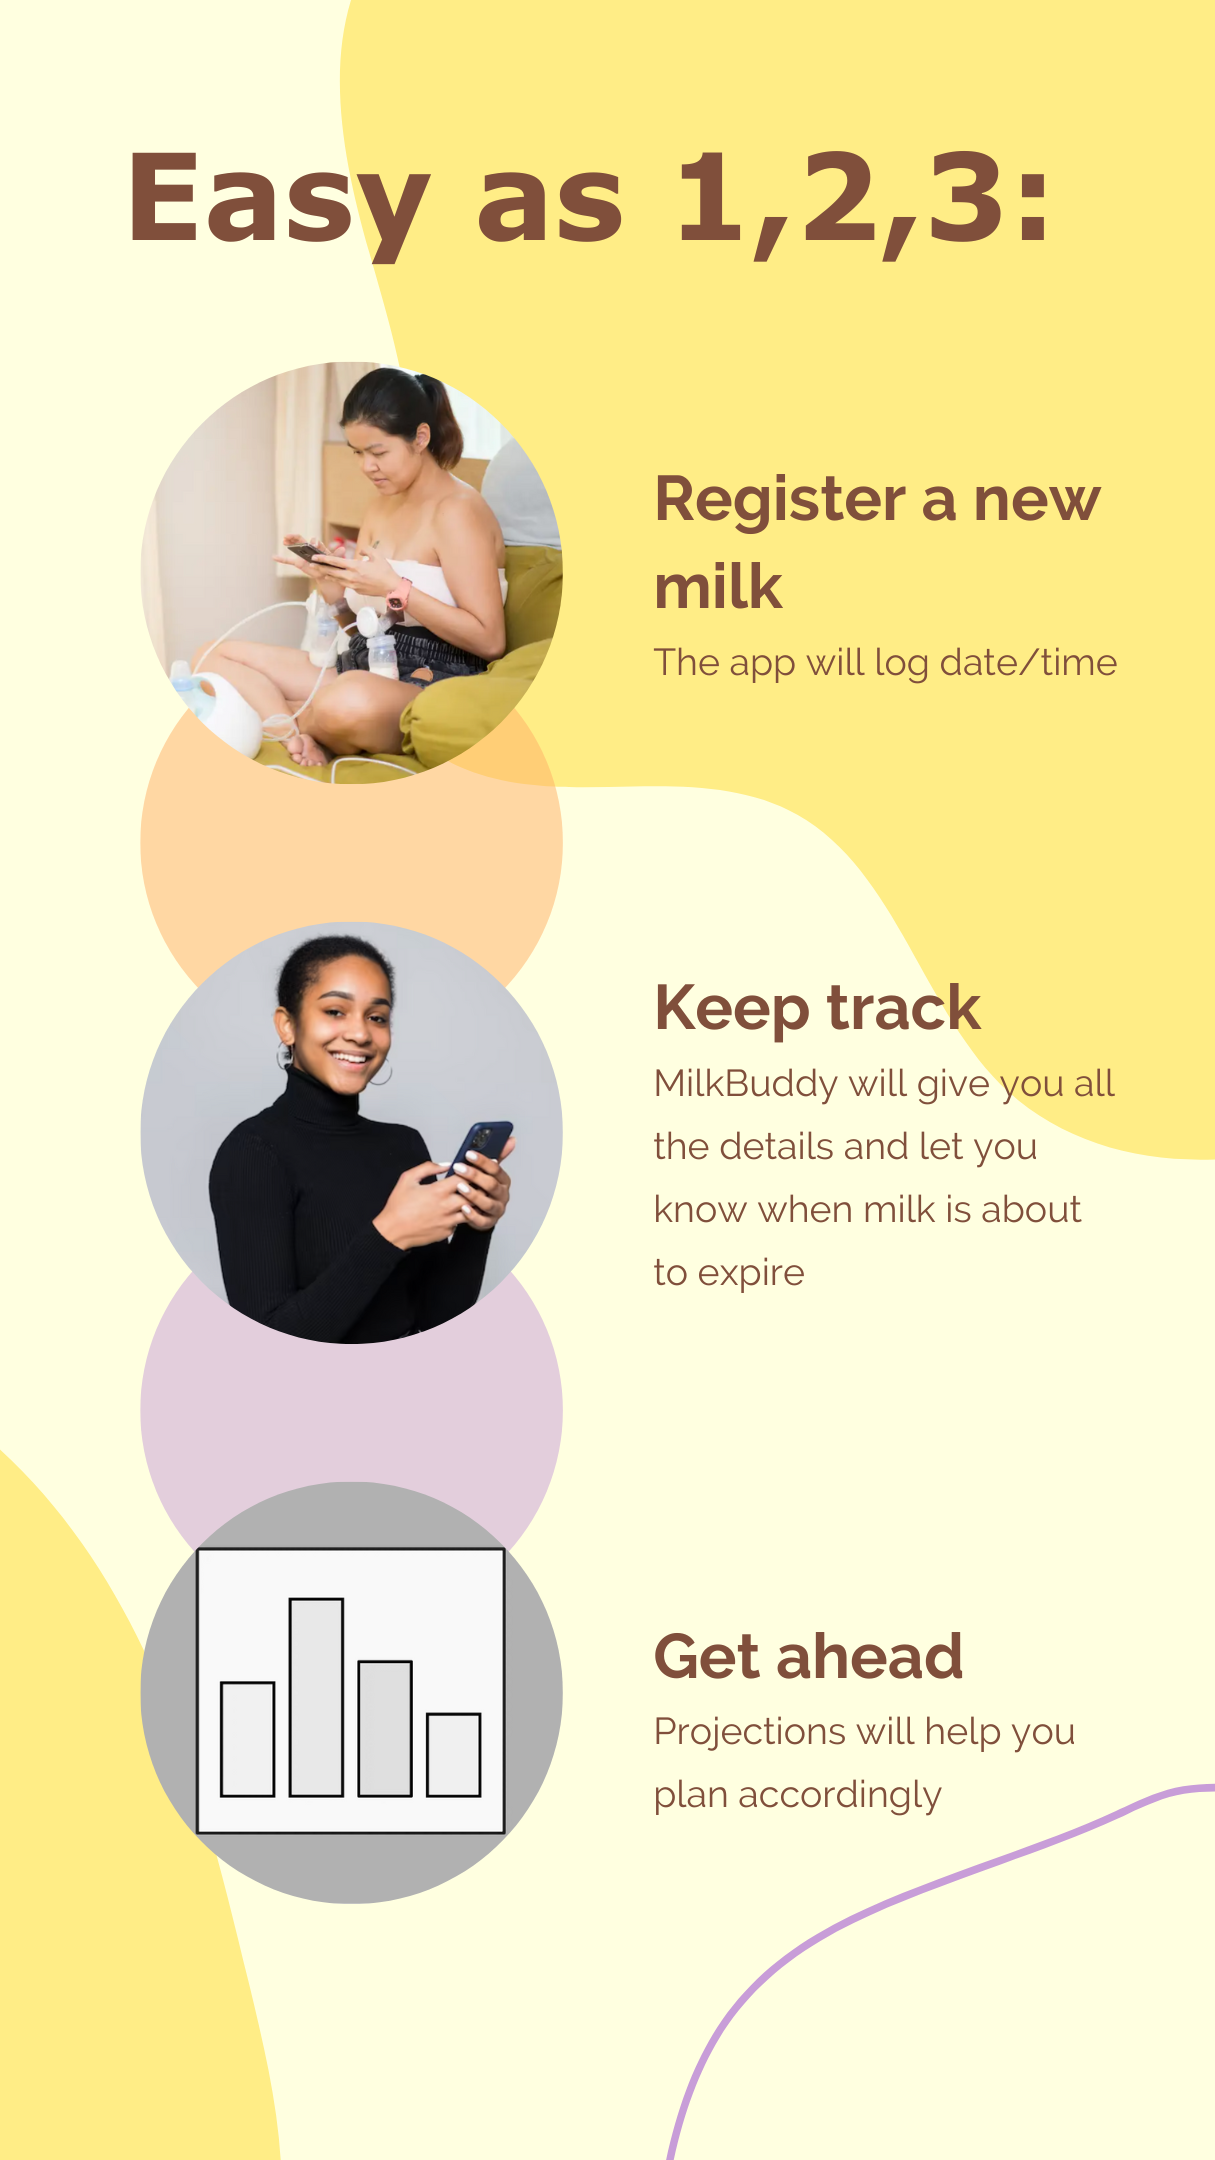 Easy as 1,2,3:
Register a new
milk
The app will log date/time
Keep track
MilkBuddy will give you all
the details and let you
know when milk is about
to expire
Get ahead
Projections will help you
plan accordingly